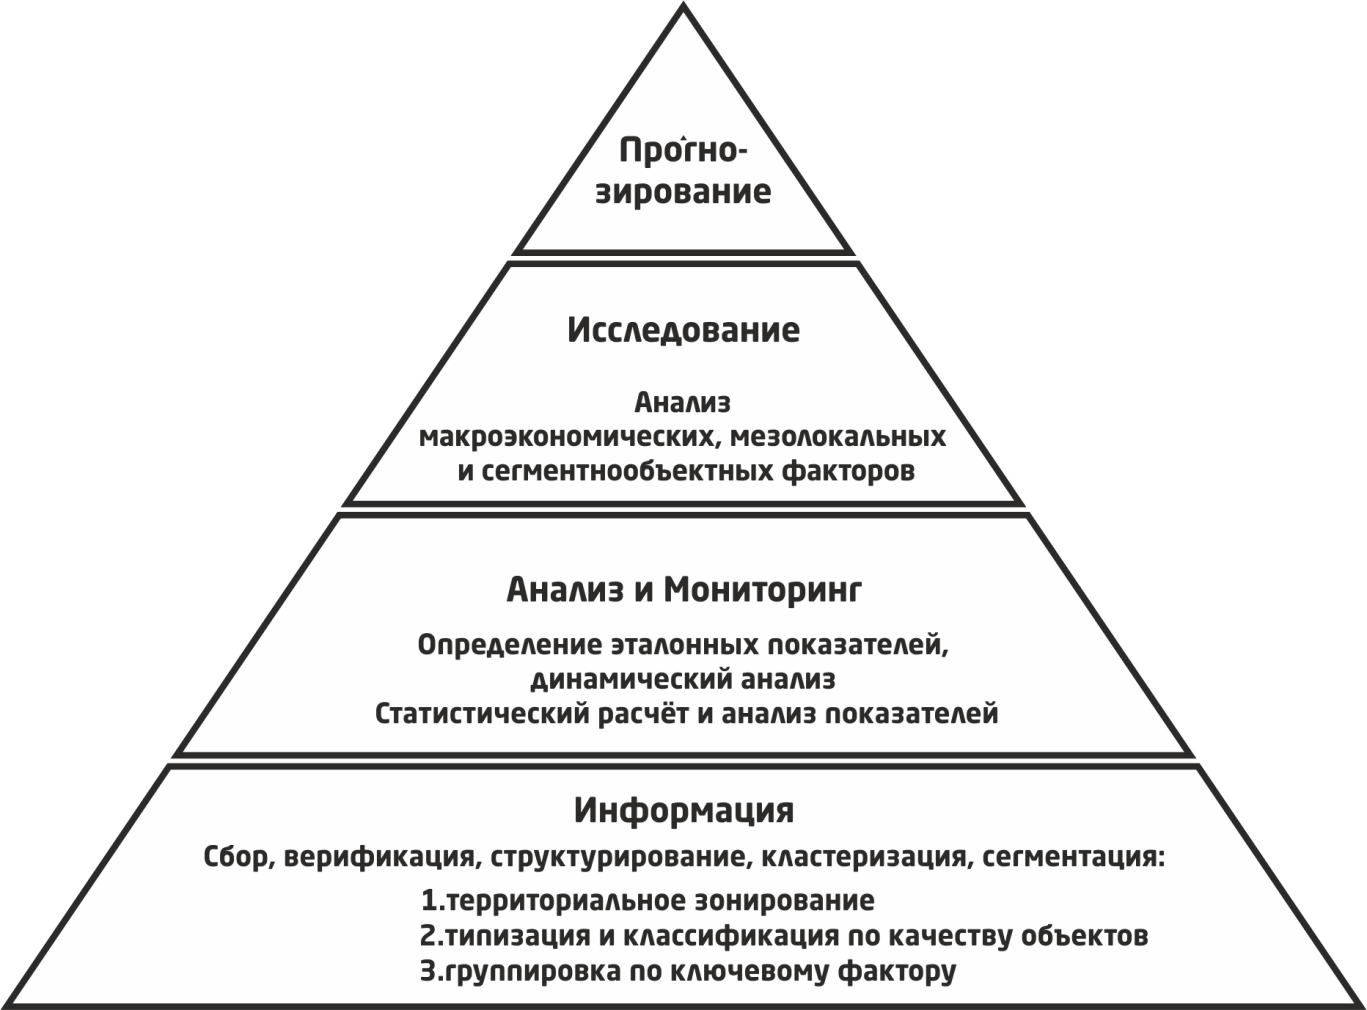 Прогно-
зирование
Исследование
Анализ
макроэкономических, мезолокальных
и сегментнообъектных факторов
Анализ и Мониторинг
Определение эталонных показателей,
динамический анализ
Статистический расчёт и анализ показателей
Информация
Сбор, верификация, структурирование, кластеризация, сегментация:
1.территориальное зонирование
2.типизация и классификация по качеству объектов
3.группировка по ключевому фактору